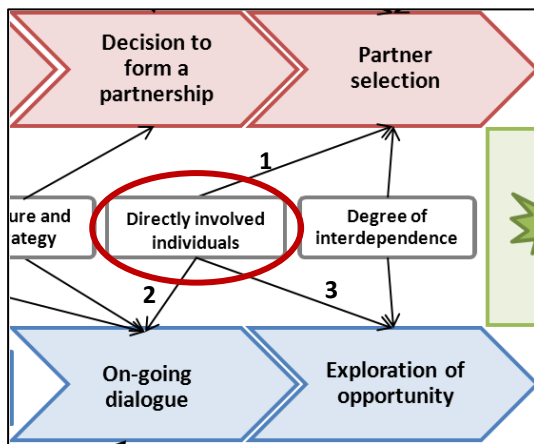 Decision to
form a
partnership
Partner
selection
1
ure and
rategy
Directly involved
individuals
Degree of
interdependence
2
3
On-going
dialogue
Exploration of
opportunity